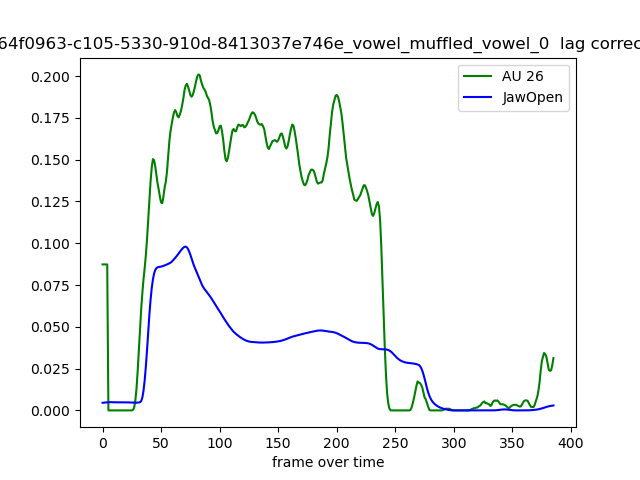 64f0963-c105-5330-910d-8413037e746e_vowel_muffled_vowel_0 lag correc
AU 26
JawOpen
0.200
0.175
0.150
0.125
0.100
0.075
0.050
0.025
0.000
0 50 100 150 200 250 300 350 400
frame over time